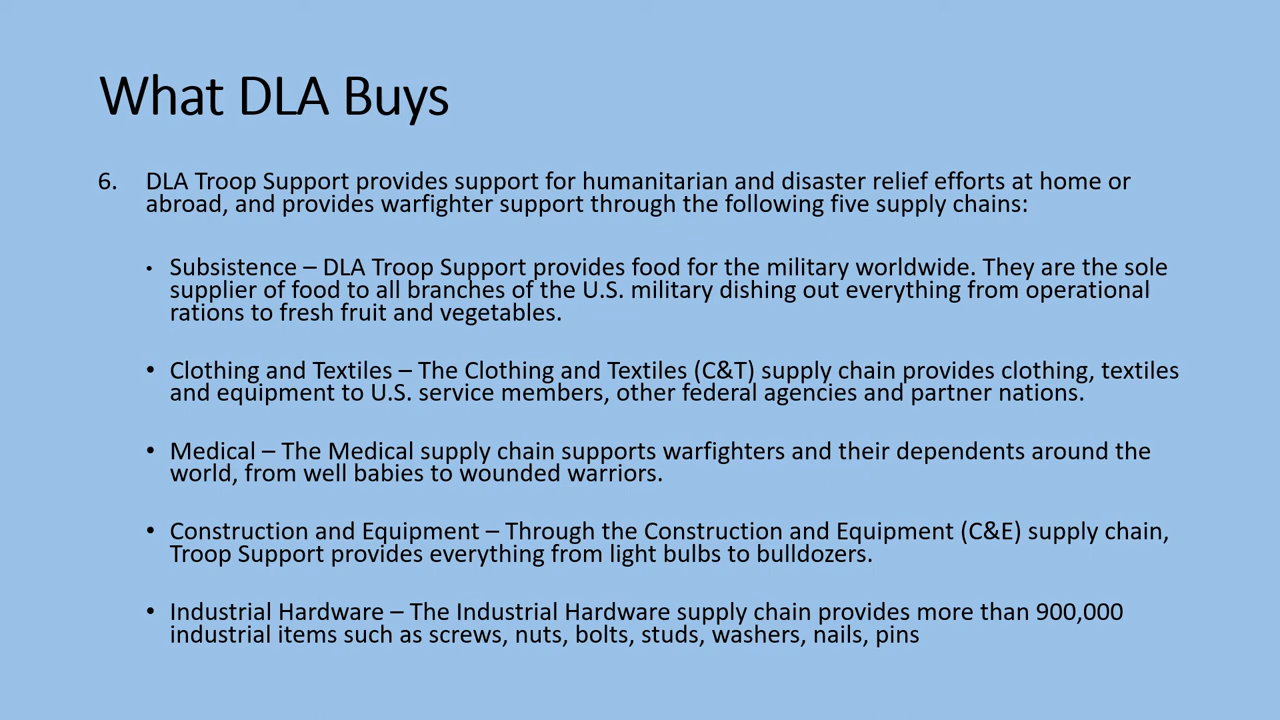 What DLA Buys
6. DLA Troop Support provides support for humanitarian and disaster relief efforts at home or
abroad, and provides warfighter support through the following five supply chains:
• Subsistence – DLA Troop Support provides food for the military worldwide. They are the sole
supplier of food to all branches of the U.S. military dishing out everything from operational
rations to fresh fruit and vegetables.
• Clothing and Textiles – The Clothing and Textiles (C&T) supply chain provides clothing, textiles
and equipment to U.S. service members, other federal agencies and partner nations.
• Medical – The Medical supply chain supports warfighters and their dependents around the
world, from well babies to wounded warriors.
• Construction and Equipment – Through the Construction and Equipment (C&E) supply chain,
Troop Support provides everything from light bulbs to bulldozers.
• Industrial Hardware – The Industrial Hardware supply chain provides more than 900,000
industrial items such as screws, nuts, bolts, studs, washers, nails, pins